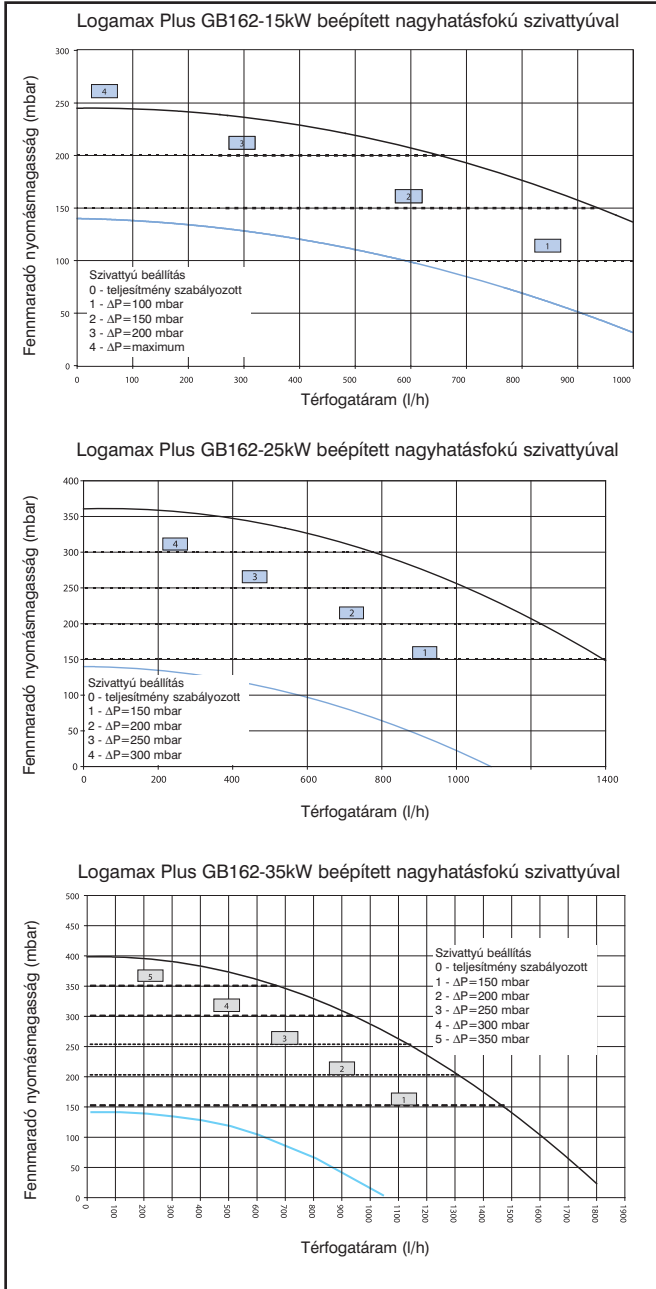 Logamax Plus GB162-15kW beépített nagyhatásfokú szivattyúval
Fennmaradó nyomásmagasság (mbar)
300
250
200
150
100
50
0
4
3
2
1
Szivattyú beállítás
0 - teljesítmény szabályozott
1 - ΔP=100 mbar
2 - ΔP=150 mbar
3 - ΔP=200 mbar
4 - ΔP=maximum
0 100 200 300 400 500 600 700 800 900 1000
Térfogatáram (l/h)
Logamax Plus GB162-25kW beépített nagyhatásfokú szivattyúval
Fennmaradó nyomásmagasság (mbar)
400
350
300
250
200
150
100
50
0
4
3
2
1
Szivattyú beállítás
0 - teljesítmény szabályozott
1 - ΔP=150 mbar
2 - ΔP=200 mbar
3 - ΔP=250 mbar
4 - ΔP=300 mbar
0 200 400 600 800 1000 1400
Térfogatáram (l/h)
Logamax Plus GB162-35kW beépített nagyhatásfokú szivattyúval
Fennmaradó nyomásmagasság (mbar)
500
450
400
350
300
250
200
150
100
50
0
5
4
3
2
1
Szivattyú beállítás
0 - teljesítmény szabályozott
1 - ΔP=150 mbar
2 - ΔP=200 mbar
3 - ΔP=250 mbar
4 - ΔP=300 mbar
5 - ΔP=350 mbar
0 100 200 300 400 500 600 700 800 900 1000 1100 1200 1300 1400 1500 1600 1700 1800 1900
Térfogatáram (l/h)